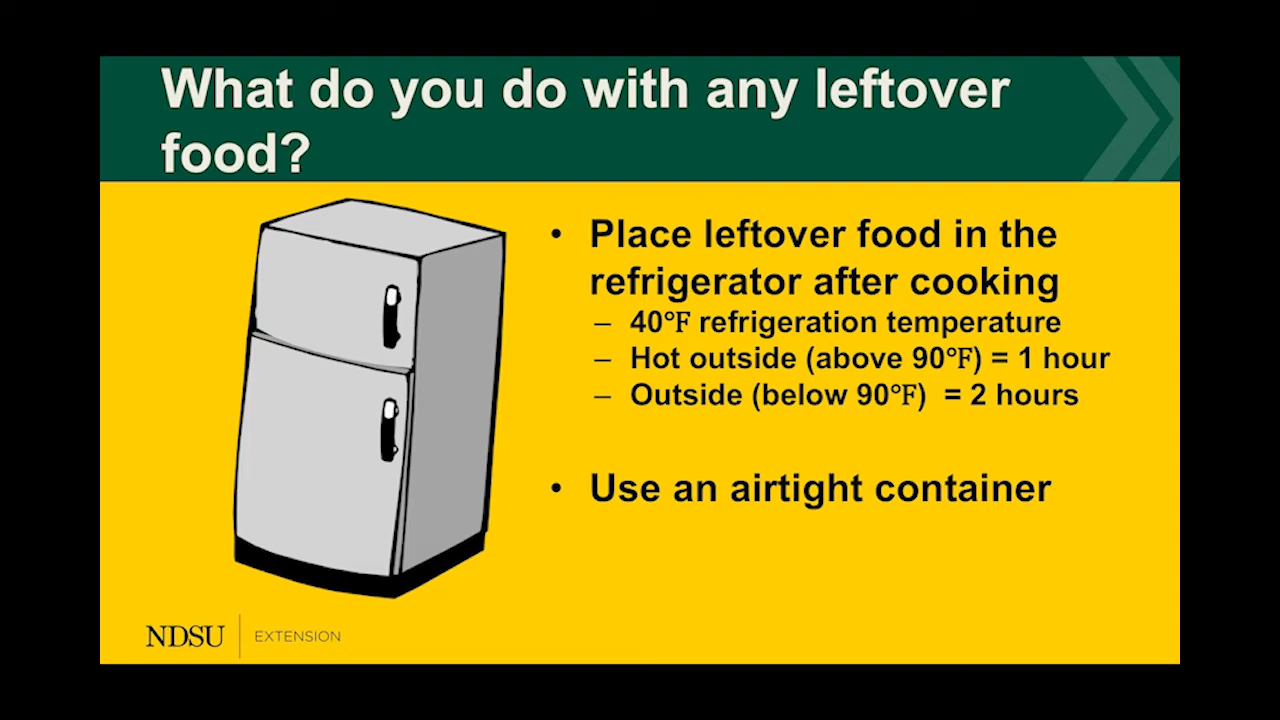 What do you do with any leftover
food?
• Place leftover food in the
refrigerator after cooking
– 40°F refrigeration temperature
– Hot outside (above 90°F) = 1 hour
– Outside (below 90°F) = 2 hours
• Use an airtight container
NDSU EXTENSION